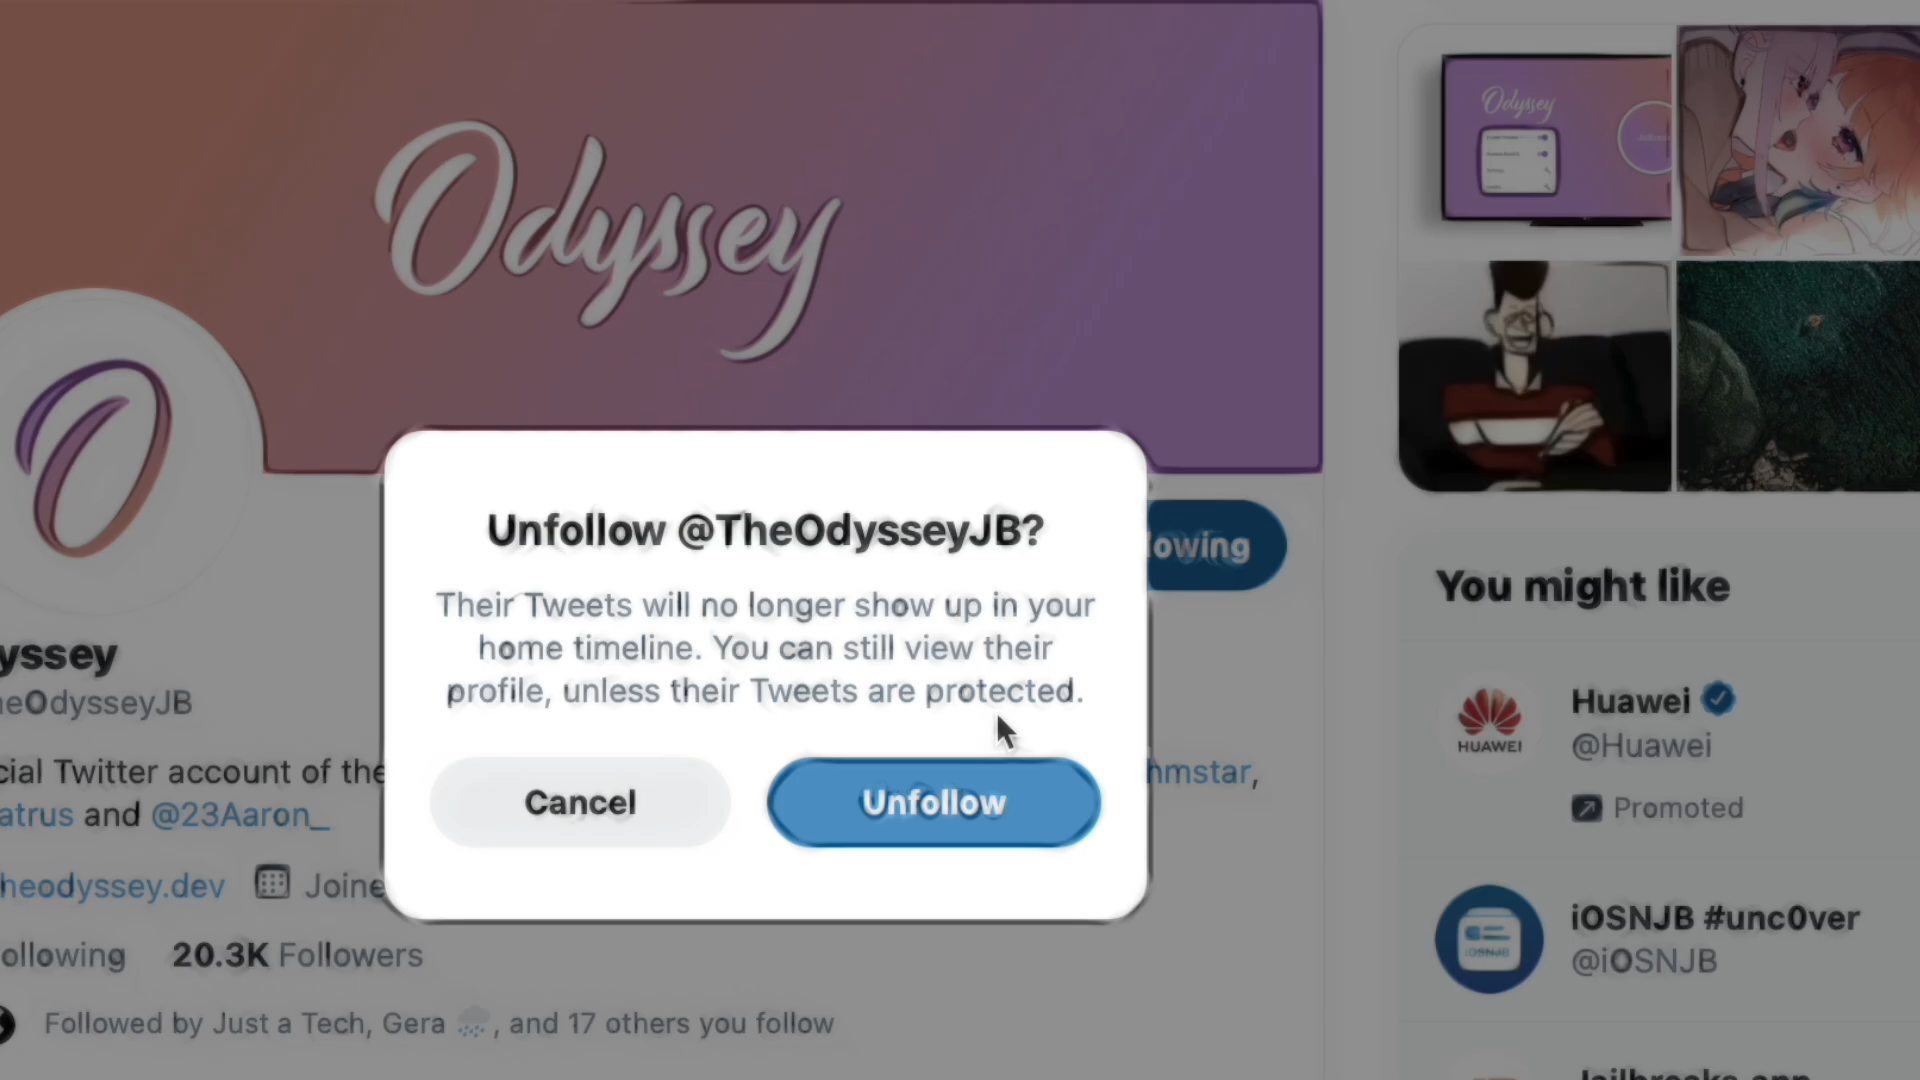 Odyssey
Odyssey
Unfollow @TheOdysseyJB?
Their Tweets will no longer show up in your
home timeline. You can still view their
profile, unless their Tweets are protected.
Cancel
Unfollow
lowing
yssey
heOdysseyJB
cial Twitter account of the
hmstar,
atrus and @23Aaron_
heodyssey.dev
Joine
ollowing
20.3K Followers
Followed by Just a Tech, Gera 🌧️, and 17 others you follow
You might like
Huawei
@Huawei
HUAWEI
Promoted
iOSNJB #unc0ver
@iOSNJB
iOSNJB